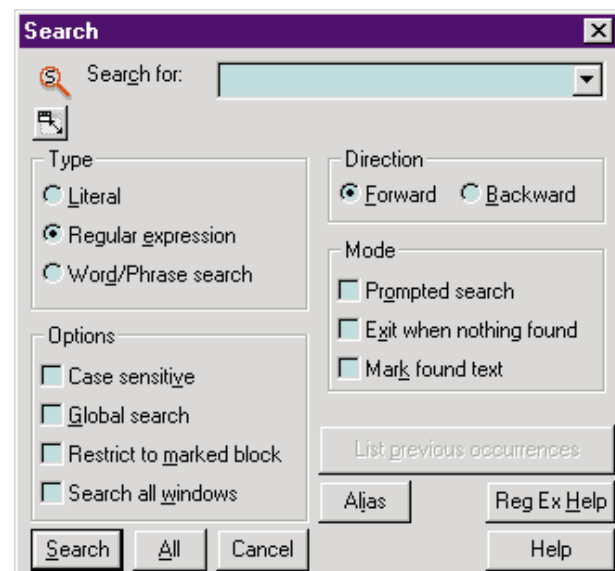 Search
Search for:
Type
Literal
Regular expression
Word/Phrase search
Direction
Forward Backward
Mode
Prompted search
Exit when nothing found
Mark found text
Options
Case sensitive
Global search
Restrict to marked block
Search all windows
List previous occurrences
Alias Reg Ex Help
Search All Cancel Help